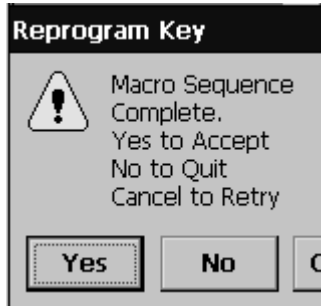 Reprogram Key
Macro Sequence
Complete.
Yes to Accept
No to Quit
Cancel to Retry
Yes No